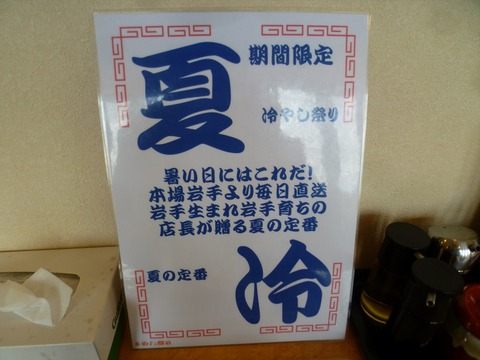 夏
期間限定
冷やし祭り
暑い日にはこれだ!
本場岩手より毎日直送
岩手生まれ岩手育ちの
店長が贈る夏の定番
夏の定番
冷